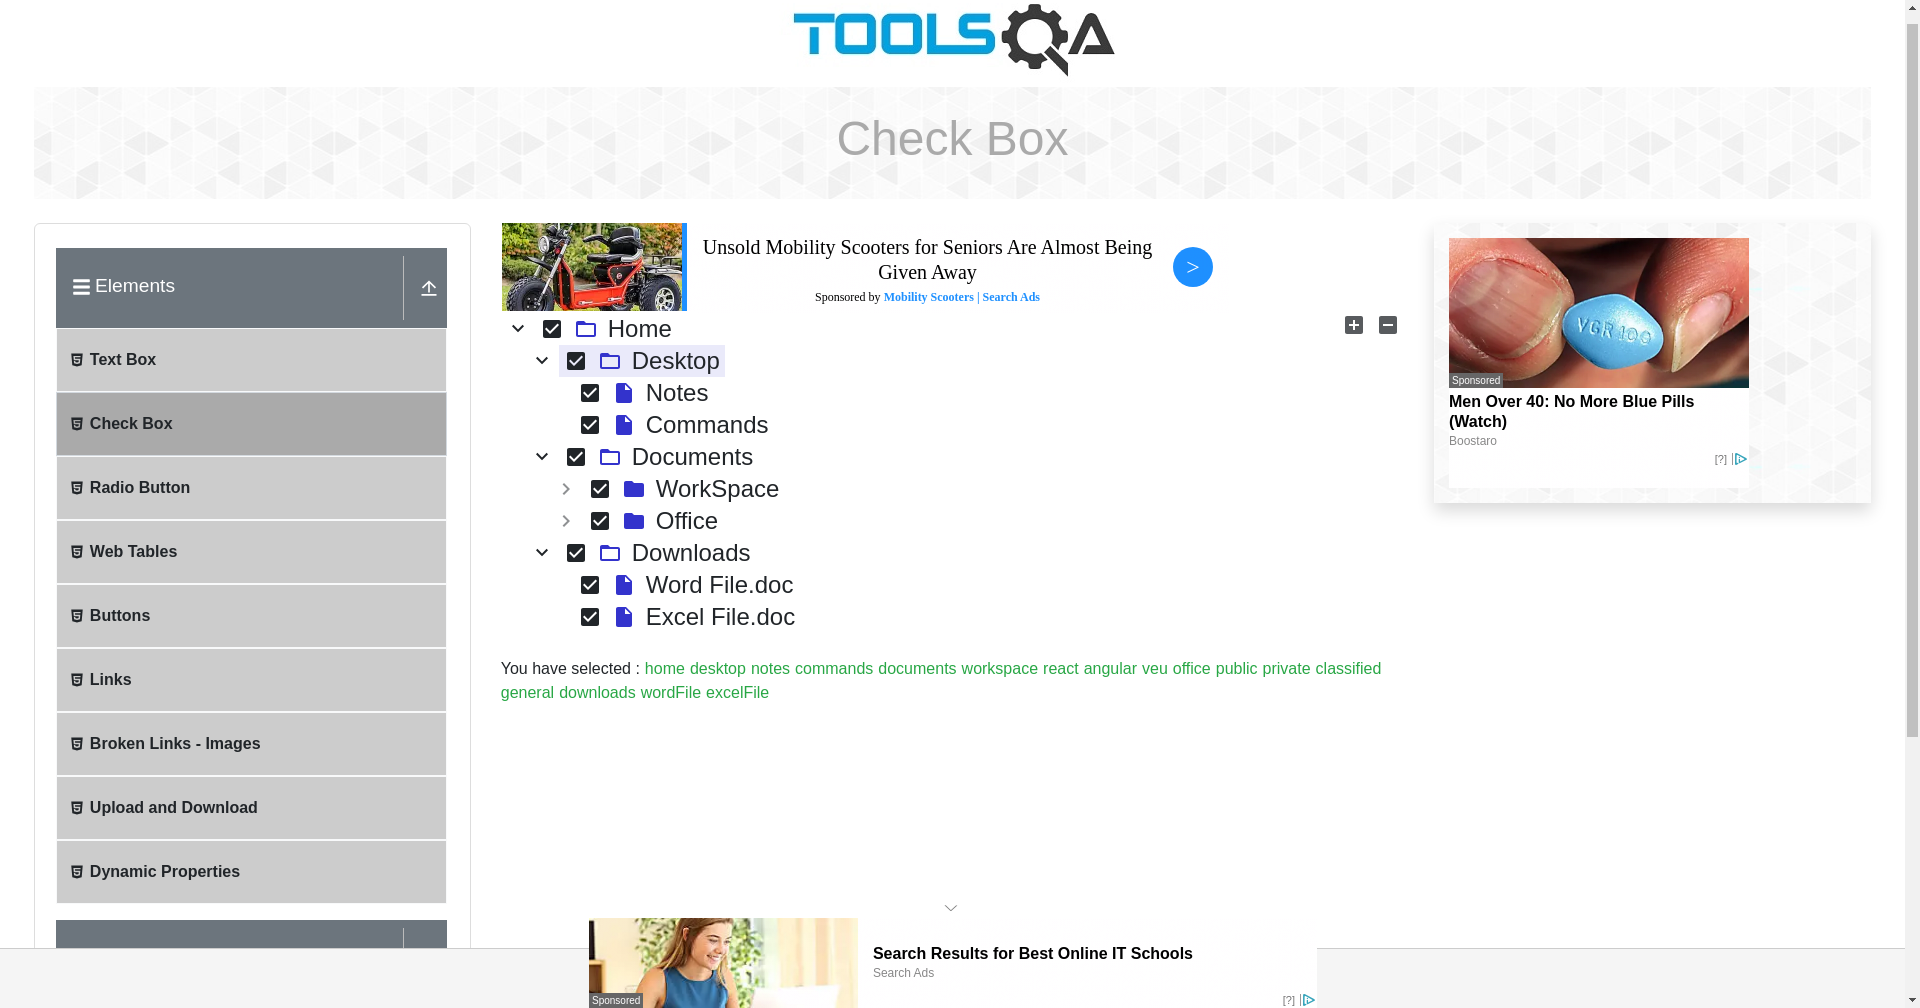 TOOLSQA
Check Box
Elements
Text Box
Check Box
Radio Button
Web Tables
Buttons
Links
Broken Links - Images
Upload and Download
Dynamic Properties
Unsold Mobility Scooters for Seniors Are Almost Being
Given Away
Sponsored by Mobility Scooters | Search Ads
>
Home
Desktop
Notes
Commands
Documents
WorkSpace
Office
Downloads
Word File.doc
Excel File.doc
You have selected : home desktop notes commands documents workspace react angular veu office public private classified
general downloads wordFile excelFile
VGR 100
Sponsored
Men Over 40: No More Blue Pills
(Watch)
Boostaro
[?]
Search Results for Best Online IT Schools
Search Ads
Sponsored
[?]